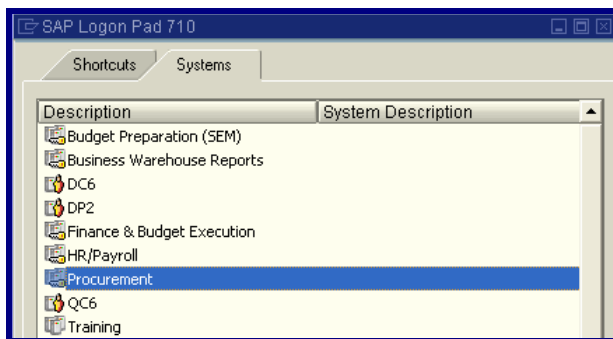 SAP Logon Pad 710
Shortcuts Systems
Description System Description
Budget Preparation (SEM)
Business Warehouse Reports
DC6
DP2
Finance & Budget Execution
HR/Payroll
Procurement
QC6
Training